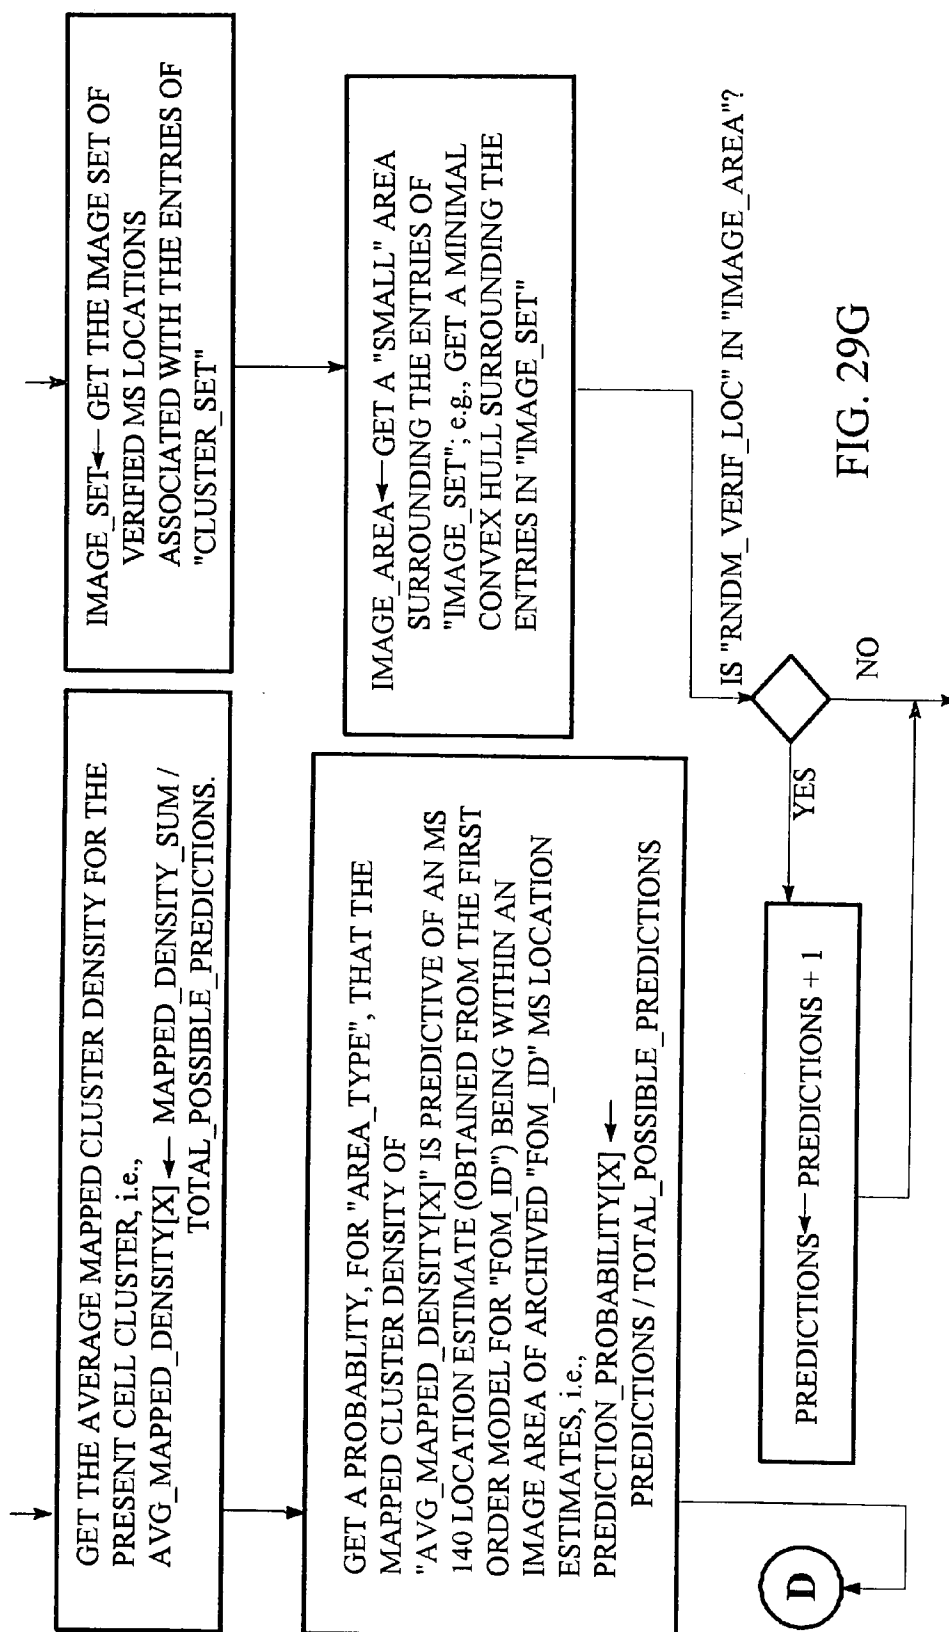 GET THE AVERAGE MAPPED CLUSTER DENSITY FOR THE
PRESENT CELL CLUSTER, i.e.,
AVG_MAPPED_DENSITY[X] ← MAPPED_DENSITY_SUM /
TOTAL_POSSIBLE_PREDICTIONS.
GET A PROBABLITY, FOR "AREA_TYPE", THAT THE
MAPPED CLUSTER DENSITY OF
"AVG_MAPPED_DENSITY[X]" IS PREDICTIVE OF AN MS
140 LOCATION ESTIMATE (OBTAINED FROM THE FIRST
ORDER MODEL FOR "FOM_ID") BEING WITHIN AN
IMAGE AREA OF ARCHIVED "FOM_ID" MS LOCATION
ESTIMATES, i.e.,
PREDICTION_PROBABILITY[X] ←
PREDICTIONS / TOTAL_POSSIBLE_PREDICTIONS
D
IMAGE_SET← GET THE IMAGE SET OF
VERIFIED MS LOCATIONS
ASSOCIATED WITH THE ENTRIES OF
"CLUSTER_SET"
IMAGE_AREA←GET A "SMALL" AREA
SURROUNDING THE ENTRIES OF
"IMAGE_SET"; e.g., GET A MINIMAL
CONVEX HULL SURROUNDING THE
ENTRIES IN "IMAGE_SET"
IS "RNDM_VERIF_LOC" IN "IMAGE_AREA"?
YES
NO
PREDICTIONS← PREDICTIONS + 1
FIG. 29G